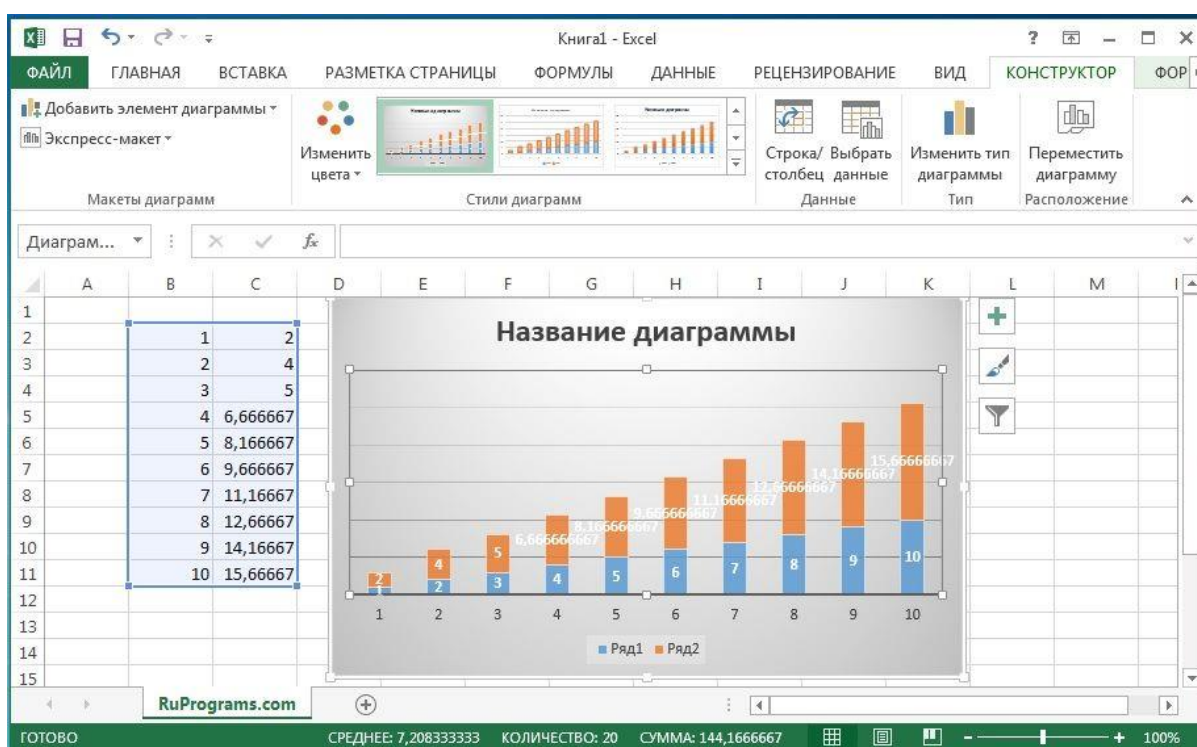 Книга1 - Excel
ФАЙЛ ГЛАВНАЯ ВСТАВКА РАЗМЕТКА СТРАНИЦЫ ФОРМУЛЫ ДАННЫЕ РЕЦЕНЗИРОВАНИЕ ВИД КОНСТРУКТОР ФОР
Добавить элемент диаграммы
Экспресс-макет
Изменить цвета
Строка/ столбец
Выбрать данные
Изменить тип диаграммы
Переместить диаграмму
Макеты диаграмм Стили диаграмм Данные Тип Расположение
Диаграм... fx
A B C D E F G H I J K L M
1
2 1 2
3 2 4
4 3 5
5 4 6,666667
6 5 8,166667
7 6 9,666667
8 7 11,16667
9 8 12,66667
10 9 14,16667
11 10 15,66667
12
13
14
15
Название диаграммы
2 4 5 6,666666667 8,166666667 9,666666667 11,16666667 12,66666667 14,16666667 15,66666667
1 2 3 4 5 6 7 8 9 10
1 2 3 4 5 6 7 8 9 10
Ряд1 Ряд2
RuPrograms.com
ГОТОВО СРЕДНЕЕ: 7,208333333 КОЛИЧЕСТВО: 20 СУММА: 144,1666667 100%